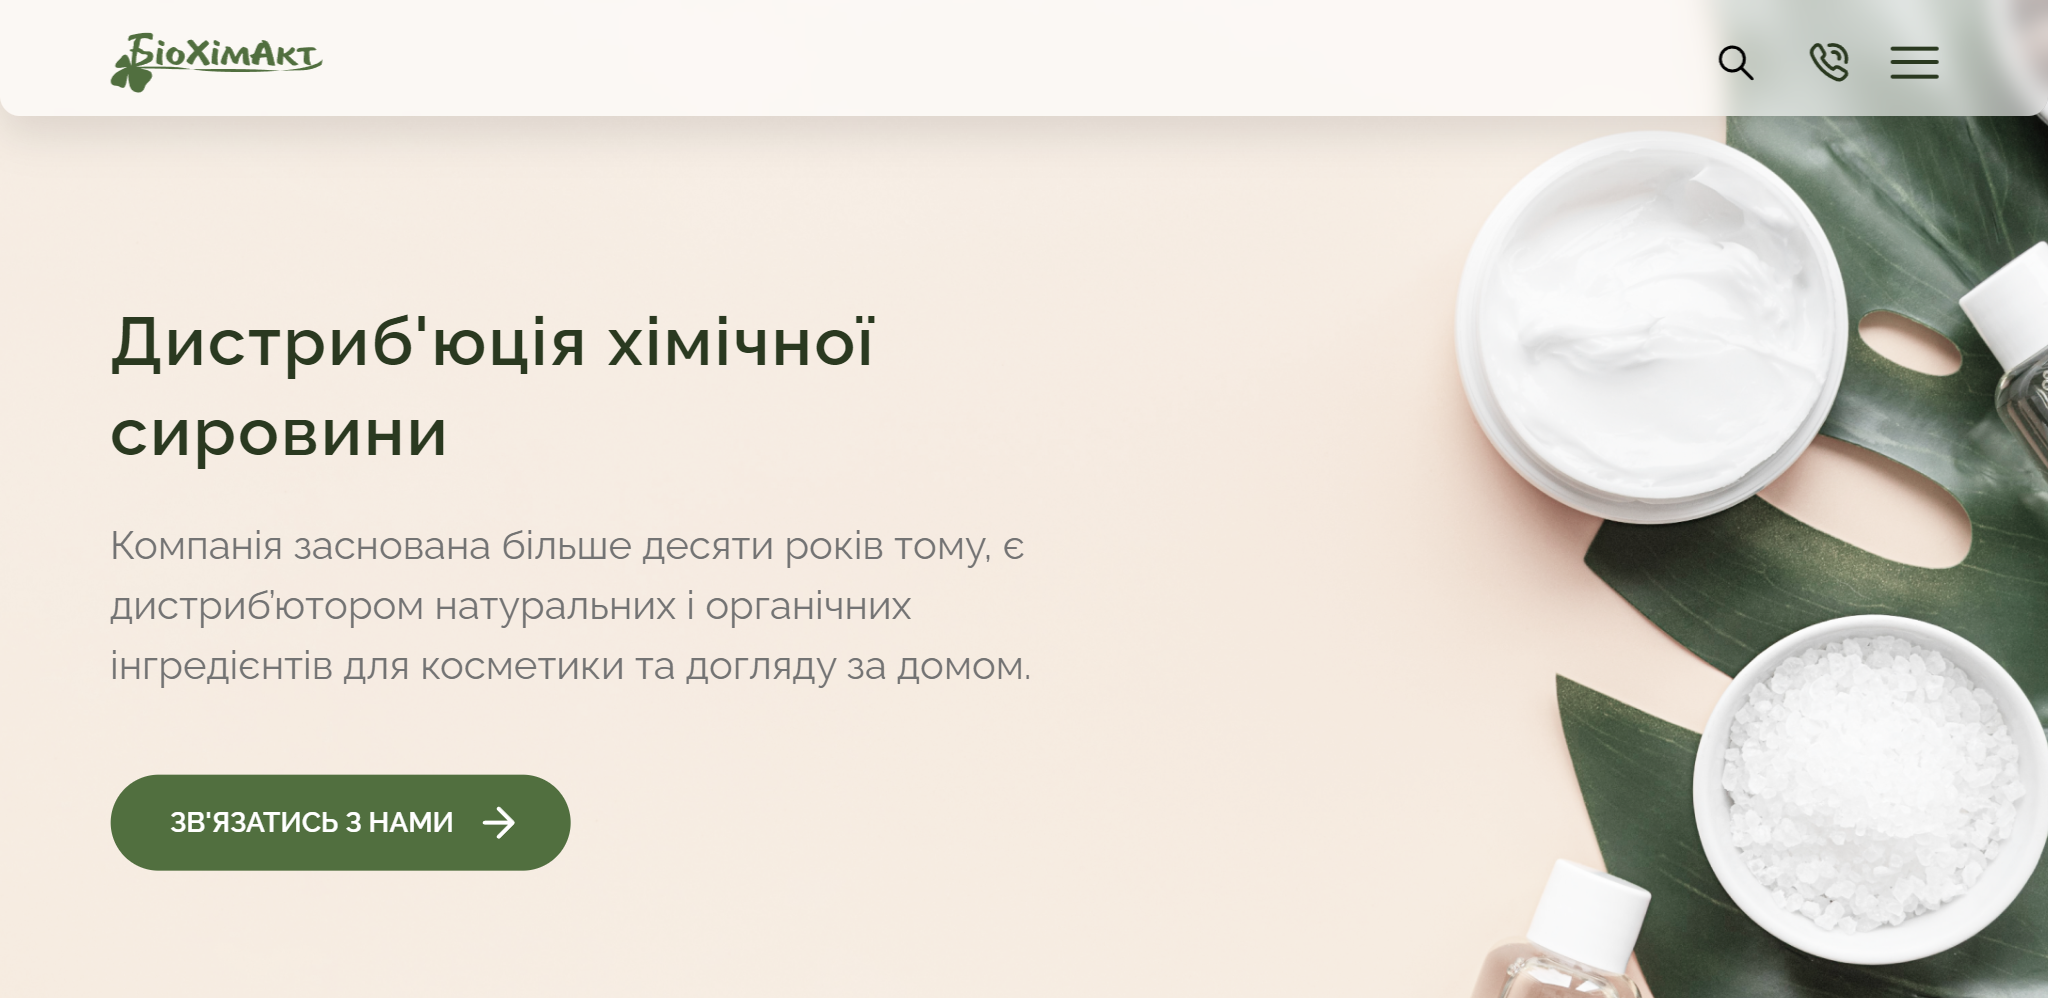 БіоХімАкт
Дистриб'юція хімічної
сировини
Компанія заснована більше десяти років тому, є
дистриб’ютором натуральних і органічних
інгредієнтів для косметики та догляду за домом.
ЗВ'ЯЗАТИСЬ З НАМИ